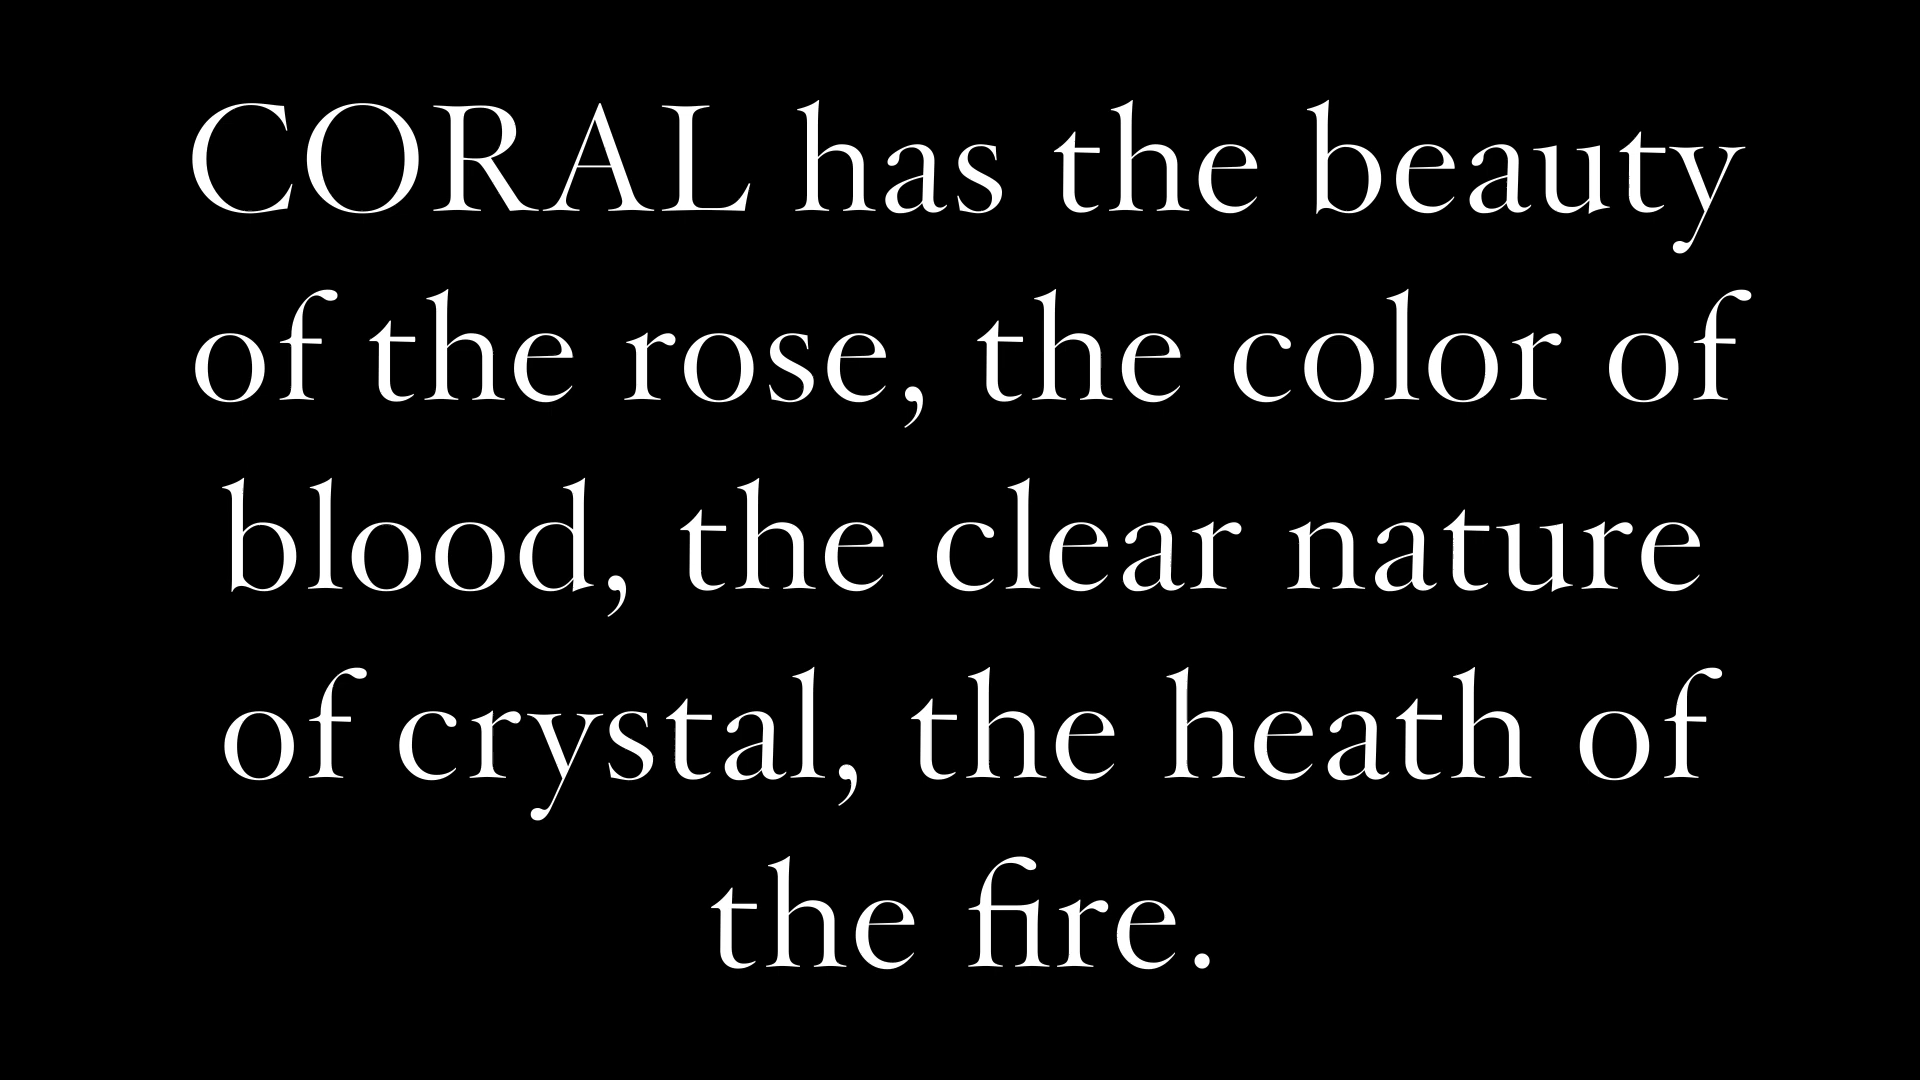 CORAL has the beauty
of the rose, the color of
blood, the clear nature
of crystal, the heath of
the fire.